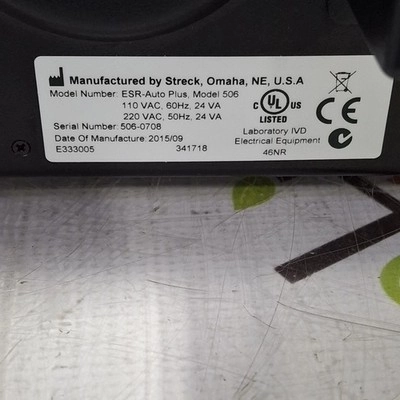 Manufactured by Streck, Omaha, NE, U.S.A
Model Number: ESR-Auto Plus, Model 506
110 VAC, 60Hz, 24 VA
220 VAC, 50Hz, 24 VA
Serial Number: 506-0708
Date Of Manufacture: 2015/09
E333005 341718
C UL US
LISTED
CE
Laboratory IVD
Electrical Equipment
46NR